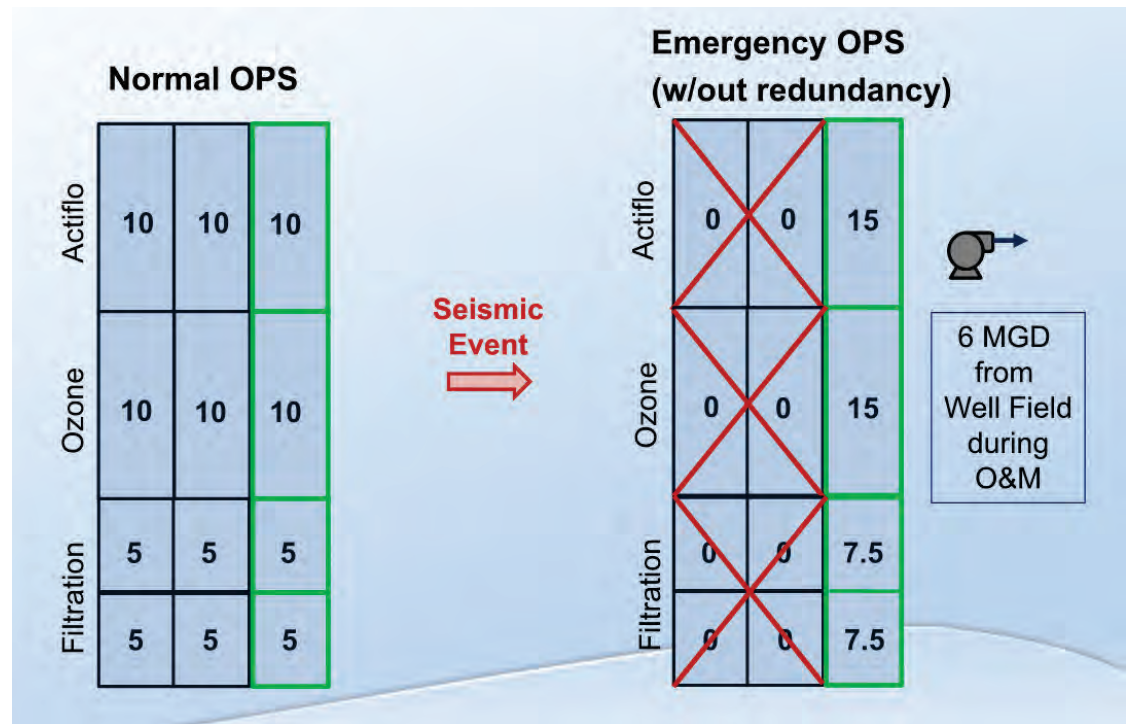 Normal OPS
Actiflo
10 10 10
Ozone
10 10 10
Filtration
5 5 5
5 5 5
Seismic
Event
Emergency OPS
(w/out redundancy)
Actiflo
0 0 15
Ozone
0 0 15
Filtration
0 0 7.5
0 0 7.5
6 MGD
from
Well Field
during
O&M